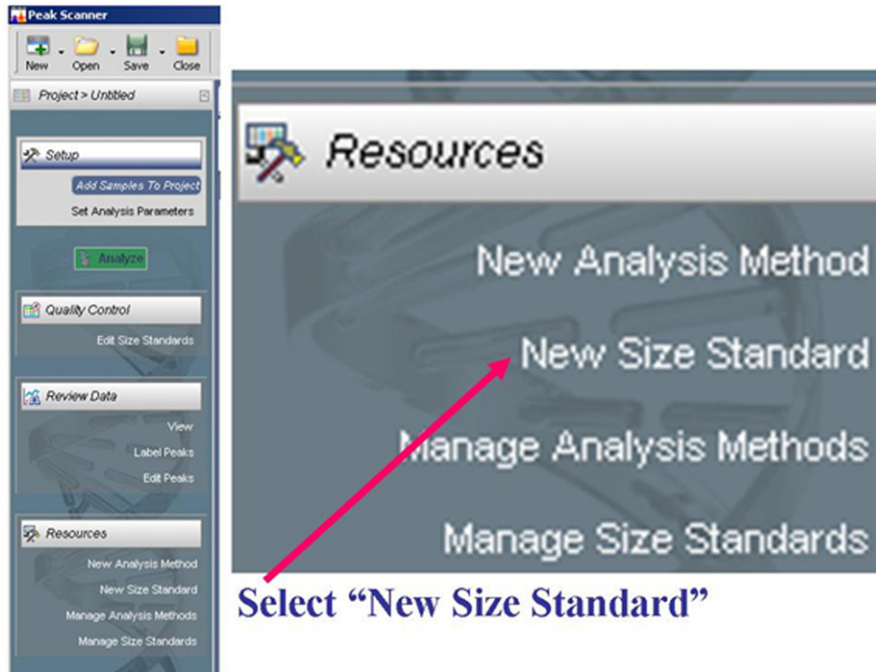 Peak Scanner
New Open Save Close
Project > Untitled
Setup
Add Samples To Project
Set Analysis Parameters
Analyze
Quality Control
Edit Size Standards
Review Data
View
Label Peaks
Edit Peaks
Resources
New Analysis Method
New Size Standard
Manage Analysis Methods
Manage Size Standards
Resources
New Analysis Method
New Size Standard
Manage Analysis Methods
Manage Size Standards
Select “New Size Standard”